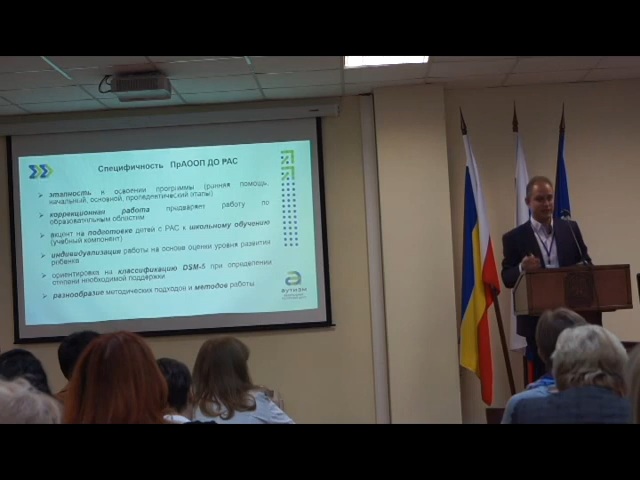 Специфичность ПрАООП ДО РАС
этапность в освоении программы (ранняя помощь,
начальный, основной, пропедевтический этапы)
коррекционная работа предваряет работу по
образовательным областям
акцент на подготовке детей с РАС к школьному обучению
(учебный компонент)
индивидуализация работы на основе оценки уровня развития
ребенка
ориентировка на классификацию DSM-5 при определении
степени необходимой поддержки
разнообразие методических подходов и методов работы
АУТИЗМ